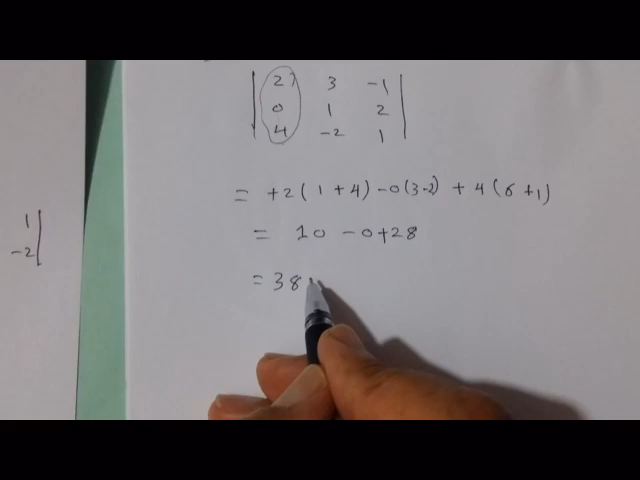 | 2 3 -1 |
| 0 1 2 |
| 4 -2 1 |
= +2(1+4)-0(3-2)+4(6+1)
= 10-0+28
= 38
1 |
-2 |